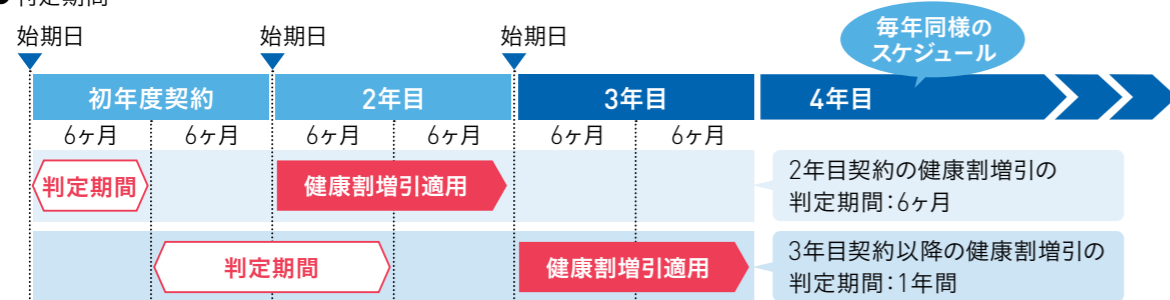 判定期間
始期日 始期日 始期日
毎年同様の
スケジュール
初年度契約 2年目 3年目 4年目
6ヶ月 6ヶ月 6ヶ月 6ヶ月 6ヶ月 6ヶ月
判定期間 健康割増引適用
2年目契約の健康割増引の
判定期間:6ヶ月
判定期間 健康割増引適用
3年目契約以降の健康割増引の
判定期間:1年間